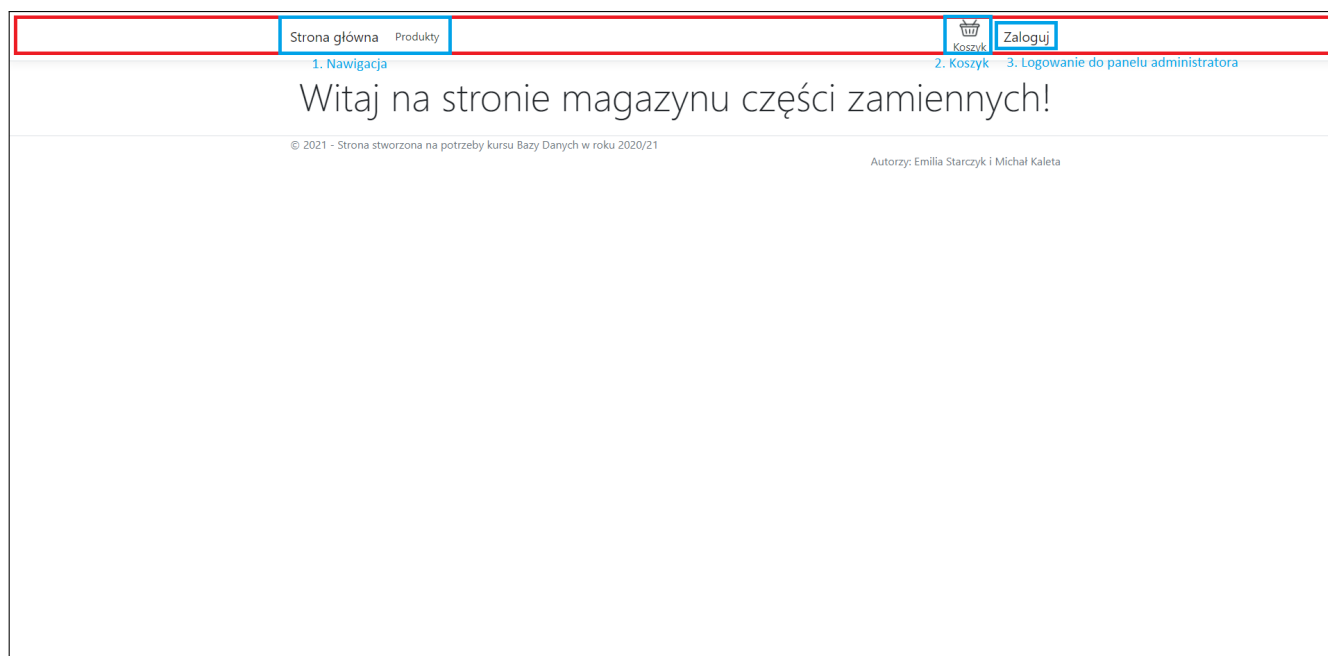 Strona główna Produkty Koszyk Zaloguj
1. Nawigacja 2. Koszyk 3. Logowanie do panelu administratora
Witaj na stronie magazynu części zamiennych!
© 2021 - Strona stworzona na potrzeby kursu Bazy Danych w roku 2020/21
Autorzy: Emilia Starczyk i Michał Kaleta